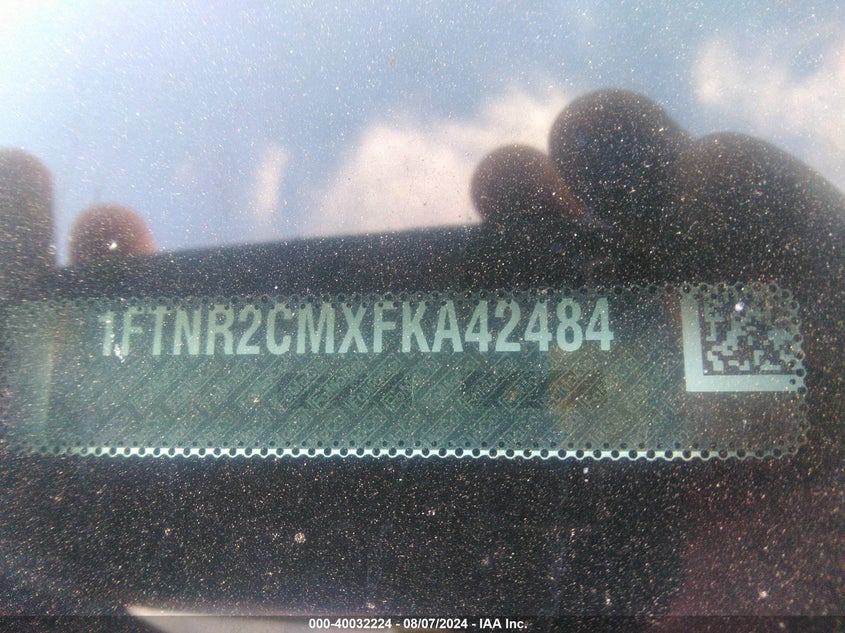 1FTNR2CMXFKA42484
000-40032224 - 08/07/2024 - IAA Inc.